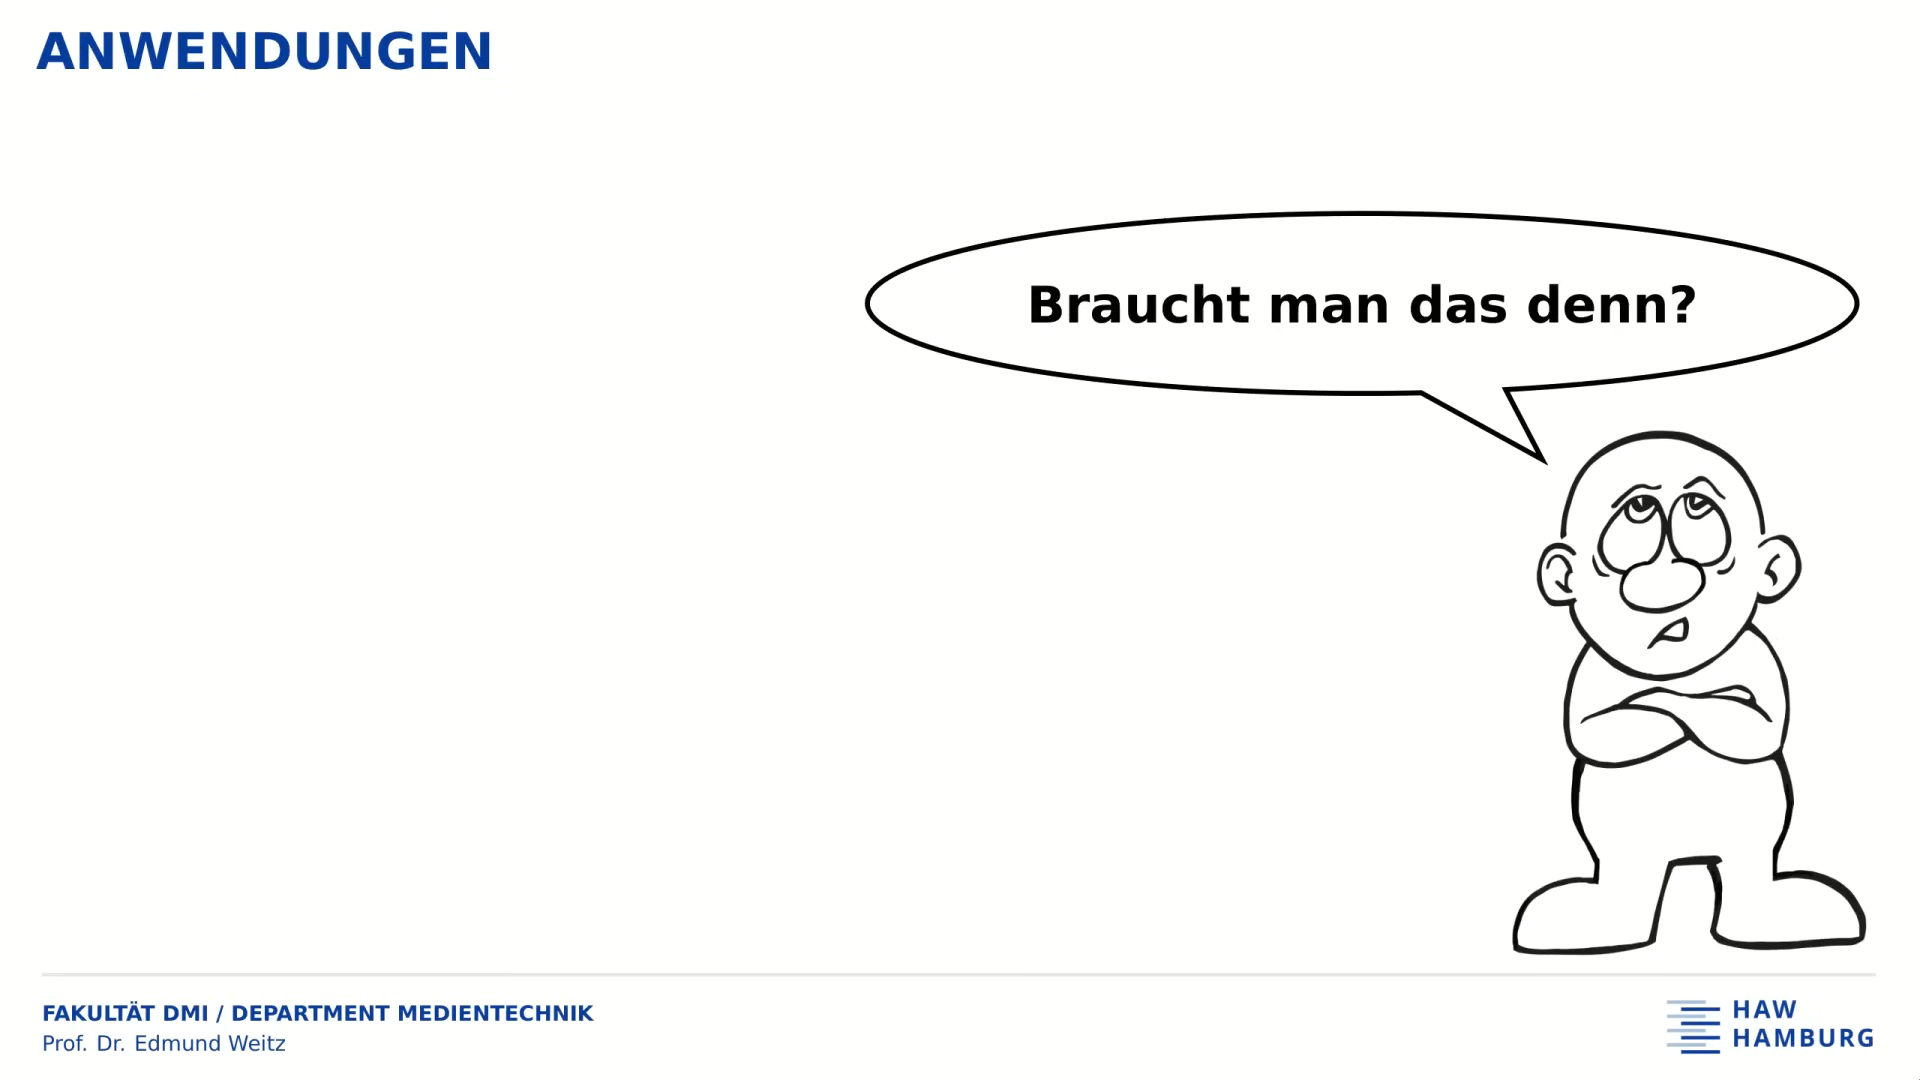 ANWENDUNGEN
Braucht man das denn?
FAKULTÄT DMI / DEPARTMENT MEDIENTECHNIK
Prof. Dr. Edmund Weitz
HAW
HAMBURG